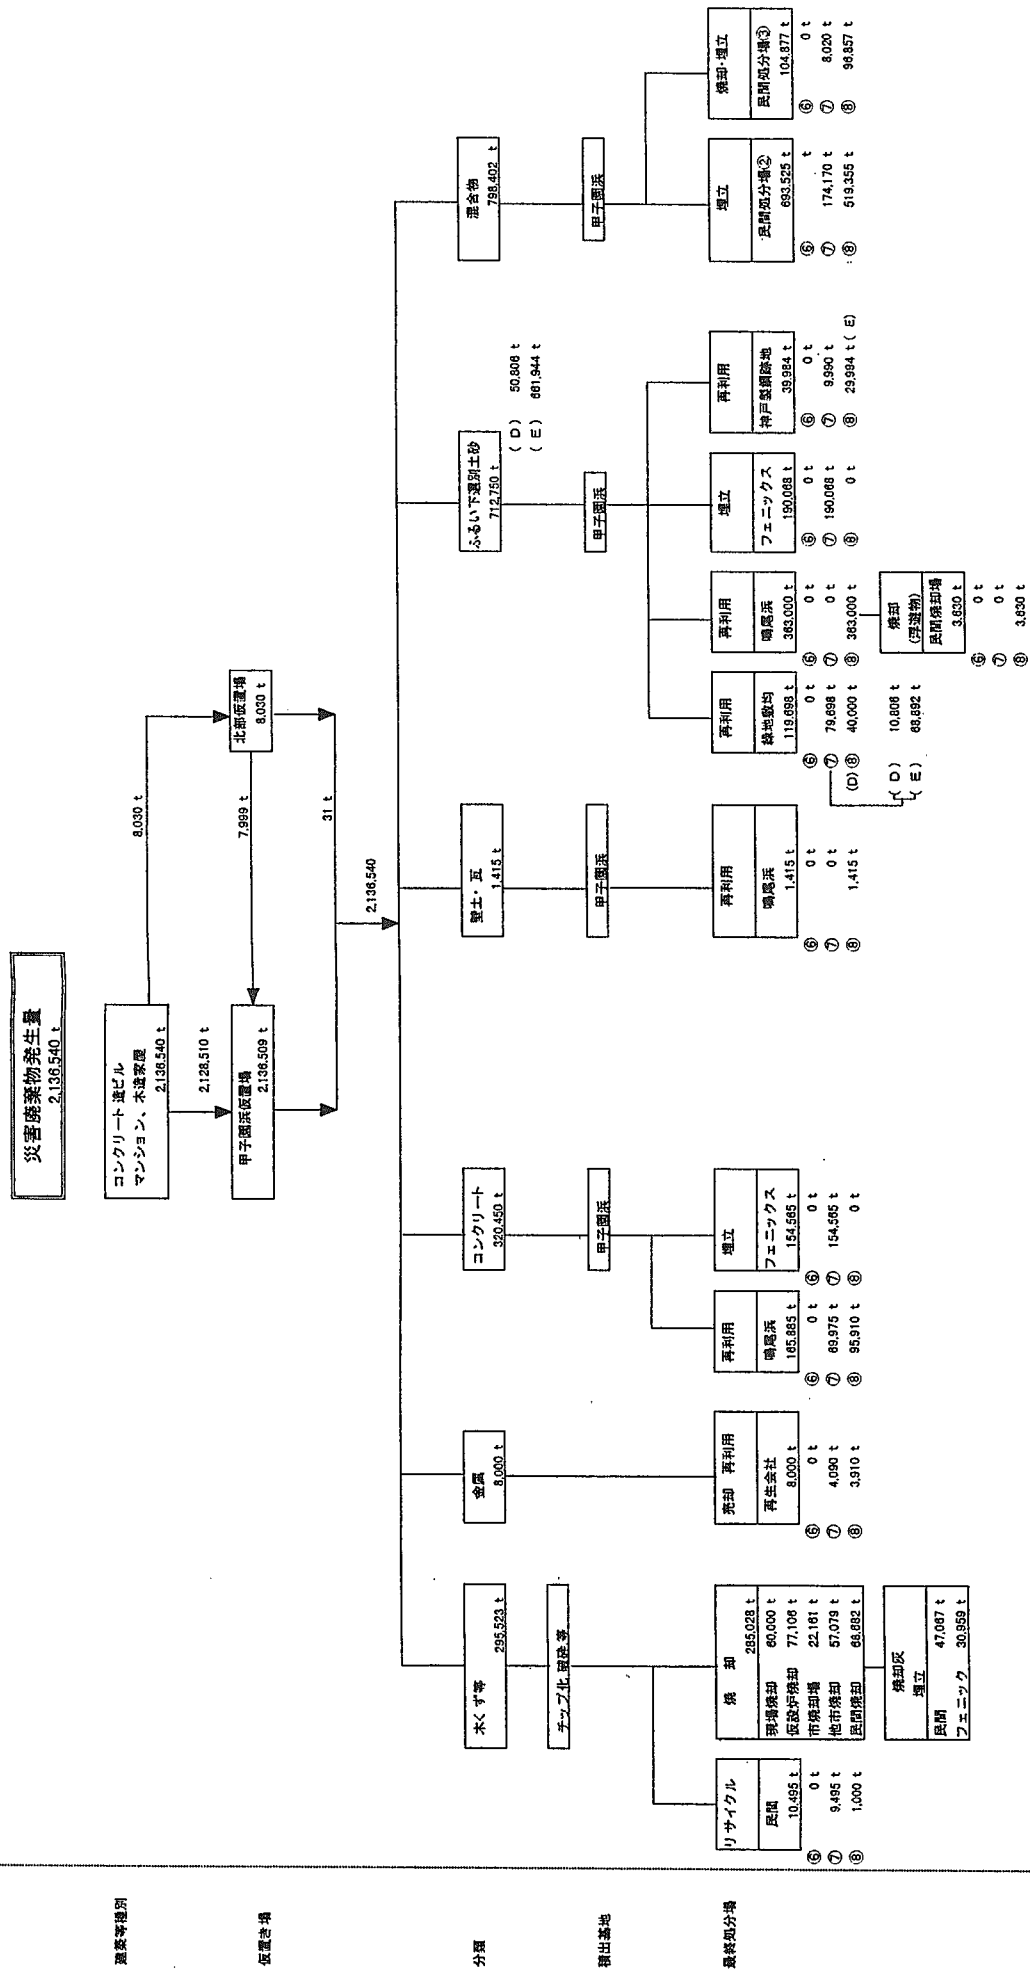 災害廃棄物発生量
2,136,540 t
建築等種別
コンクリート造ビル
マンション、木造家屋
2,136,540 t
8,030 t
2,128,510 t
仮置き場
甲子園浜仮置場
2,136,509 t
7,999 t
北部仮置場
8,030 t
31 t
2,136,540
分類
木くず等
295,523 t
金属
8,000 t
コンクリート
320,450 t
壁土・瓦
1,415 t
ふるい下選別土砂
712,750 t
(D) 50,806 t
(E) 661,944 t
混合物
798,402 t
積出基地
チップ化 破砕 等
甲子園浜
甲子園浜
甲子園浜
甲子園浜
最終処分場
リサイクル
民間
10,495 t
⑥ 0 t
⑦ 9,495 t
⑧ 1,000 t
焼 却
285,028 t
現場焼却 60,000 t
仮設炉焼却 77,106 t
市焼却場 22,161 t
他市焼却 57,079 t
民間焼却 68,882 t
焼却灰
埋立
民間 47,067 t
フェニック 30,959 t
売却 再利用
再生会社
8,000 t
⑥ 0 t
⑦ 4,090 t
⑧ 3,910 t
再利用
鳴尾浜
165,885 t
⑥ 0 t
⑦ 69,975 t
⑧ 95,910 t
埋立
フェニックス
154,565 t
⑥ 0 t
⑦ 154,565 t
⑧ 0 t
再利用
鳴尾浜
1,415 t
⑥ 0 t
⑦ 0 t
⑧ 1,415 t
再利用
緑地敷均
119,698 t
⑥ 0 t
⑦ 79,698 t
(D) ⑧ 40,000 t
(D) 10,806 t
(E) 68,892 t
再利用
鳴尾浜
363,000 t
⑥ 0 t
⑦ 0 t
⑧ 363,000 t
焼却
(浮遊物)
民間焼却場
3,630 t
⑥ 0 t
⑦ 0 t
⑧ 3,630 t
埋立
フェニックス
190,068 t
⑥ 0 t
⑦ 190,068 t
⑧ 0 t
再利用
神戸製鋼跡地
39,984 t
⑥ 0 t
⑦ 9,990 t
⑧ 29,994 t (E)
埋立
民間処分場②
693,525 t
⑥ t
⑦ 174,170 t
⑧ 519,355 t
焼却・埋立
民間処分場③
104,877 t
⑥ 0 t
⑦ 8,020 t
⑧ 96,857 t